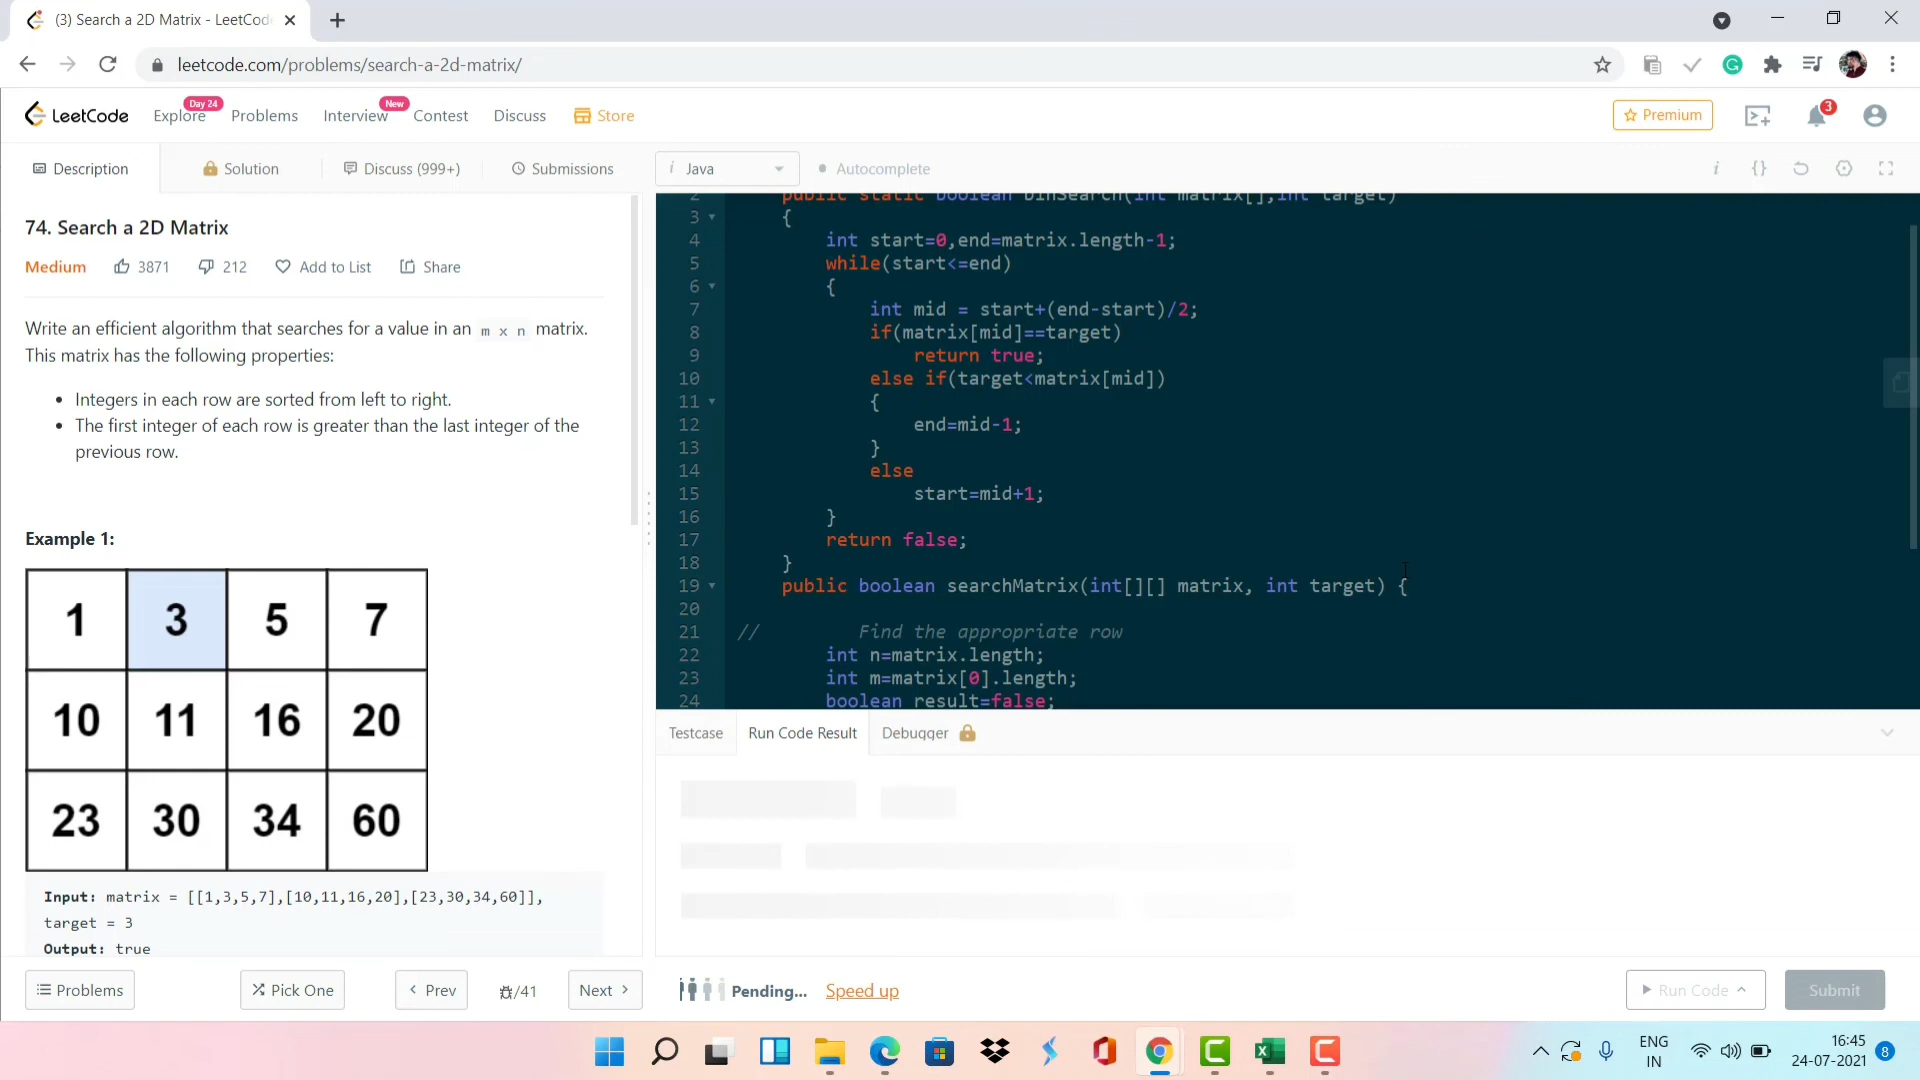 (3) Search a 2D Matrix - LeetCod
leetcode.com/problems/search-a-2d-matrix/
LeetCode
Explore
Day 24
Problems
Interview
New
Contest
Discuss
Store
Premium
3
Description
Solution
Discuss (999+)
Submissions
i Java
Autocomplete
74. Search a 2D Matrix
Medium
3871
212
Add to List
Share
Write an efficient algorithm that searches for a value in an m x n matrix.
This matrix has the following properties:
• Integers in each row are sorted from left to right.
• The first integer of each row is greater than the last integer of the
previous row.
Example 1:
1 3 5 7
10 11 16 20
23 30 34 60
Input: matrix = [[1,3,5,7],[10,11,16,20],[23,30,34,60]],
target = 3
Output: true
2 public static boolean binSearch(int matrix[],int target)
3 {
4 int start=0,end=matrix.length-1;
5 while(start<=end)
6 {
7 int mid = start+(end-start)/2;
8 if(matrix[mid]==target)
9 return true;
10 else if(target<matrix[mid])
11 {
12 end=mid-1;
13 }
14 else
15 start=mid+1;
16 }
17 return false;
18 }
19 public boolean searchMatrix(int[][] matrix, int target) {
20
21 // Find the appropriate row
22 int n=matrix.length;
23 int m=matrix[0].length;
24 boolean result=false;
Testcase
Run Code Result
Debugger
Problems
Pick One
Prev
/41
Next
Pending...
Speed up
Run Code
Submit
ENG
IN
16:45
24-07-2021
8